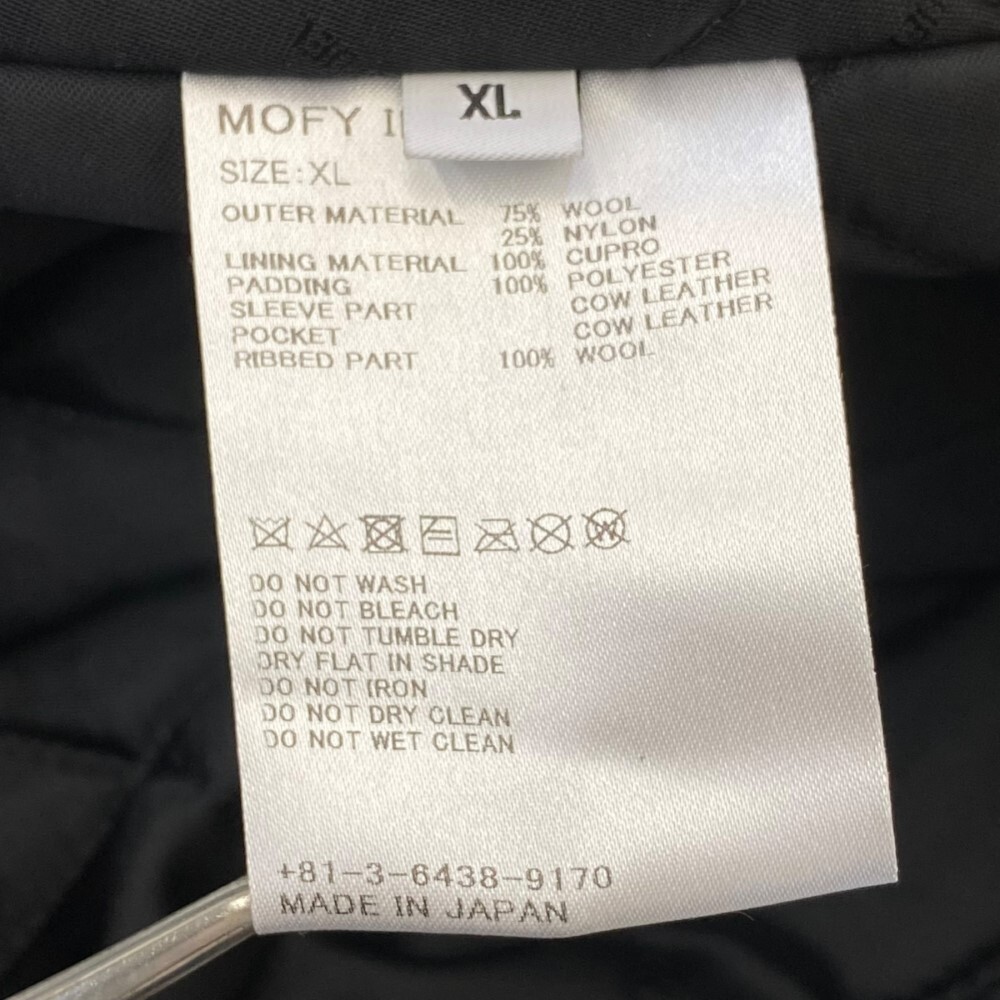 XL
MOFY
SIZE:XL
OUTER MATERIAL 75% WOOL
25% NYLON
LINING MATERIAL 100% CUPRO
PADDING 100% POLYESTER
SLEEVE PART COW LEATHER
POCKET COW LEATHER
RIBBED PART 100% WOOL
DO NOT WASH
DO NOT BLEACH
DO NOT TUMBLE DRY
DRY FLAT IN SHADE
DO NOT IRON
DO NOT DRY CLEAN
DO NOT WET CLEAN
+81-3-6438-9170
MADE IN JAPAN